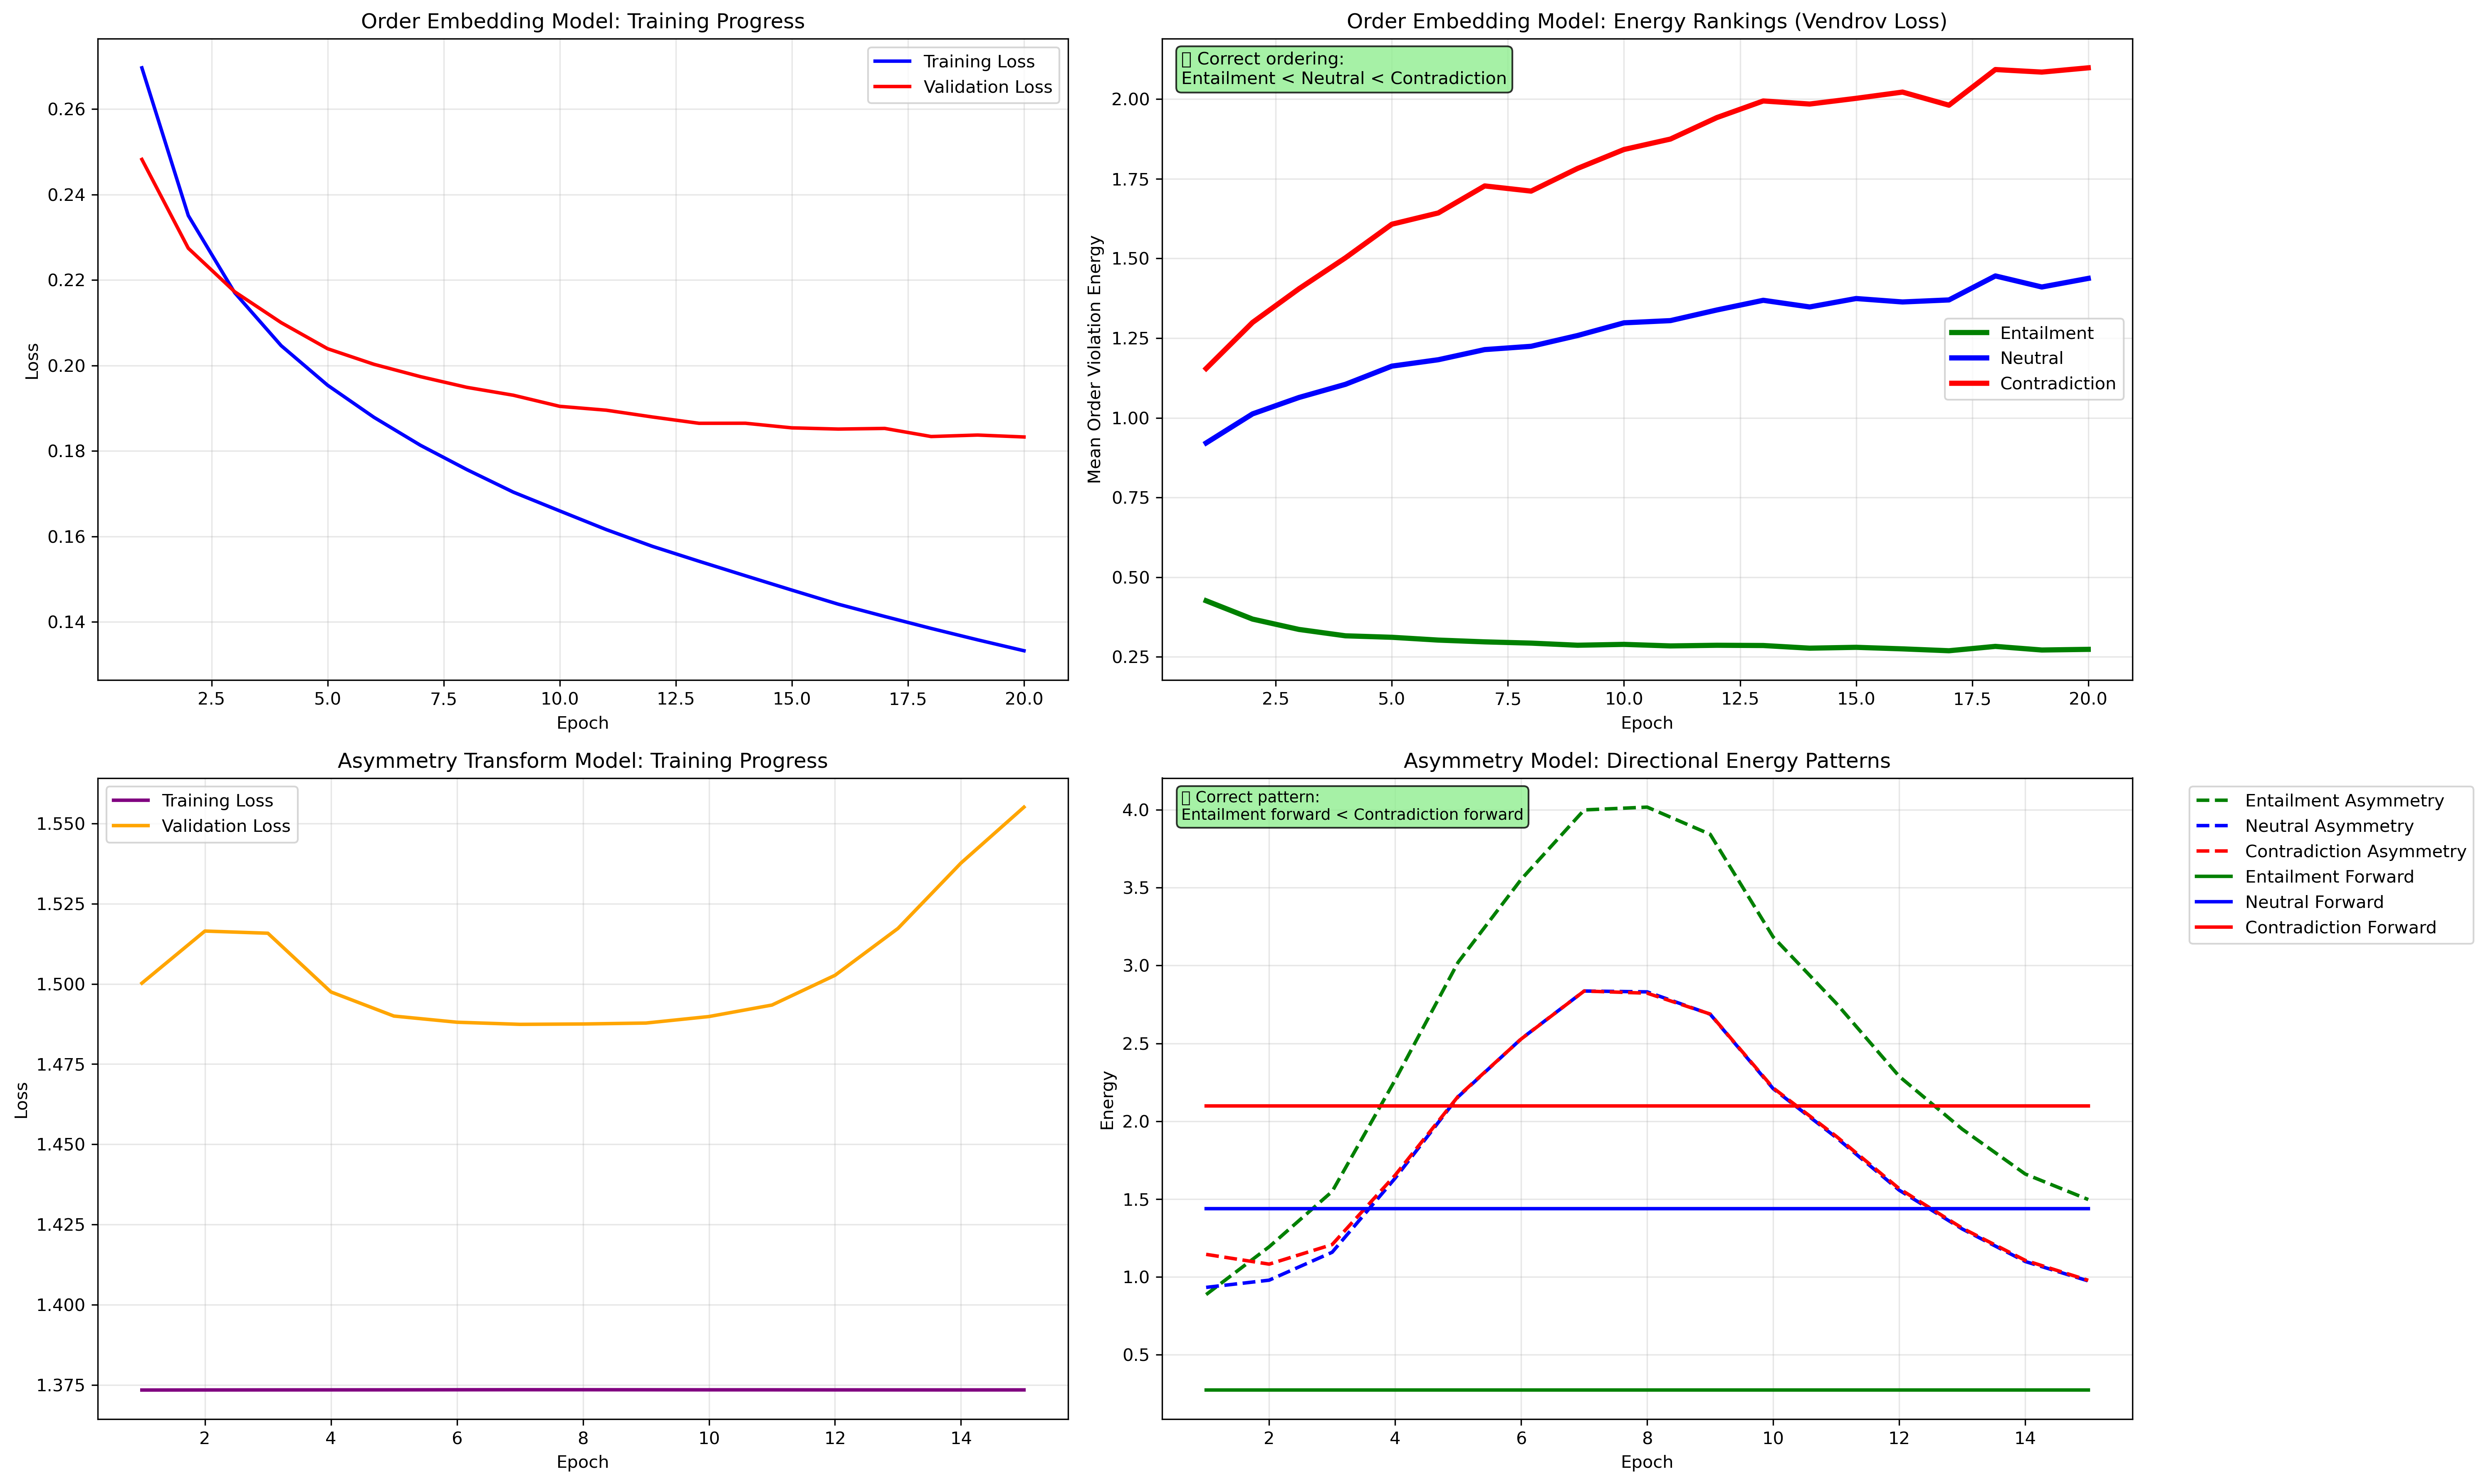 Order Embedding Model: Training Progress
Training Loss
Validation Loss
0.26
0.24
0.22
0.20
0.18
0.16
0.14
Loss
2.5
5.0
7.5
10.0
12.5
15.0
17.5
20.0
Epoch
Order Embedding Model: Energy Rankings (Vendrov Loss)
Correct ordering:
Entailment < Neutral < Contradiction
Entailment
Neutral
Contradiction
2.00
1.75
1.50
1.25
1.00
0.75
0.50
0.25
Mean Order Violation Energy
2.5
5.0
7.5
10.0
12.5
15.0
17.5
20.0
Epoch
Asymmetry Transform Model: Training Progress
Training Loss
Validation Loss
1.550
1.525
1.500
1.475
1.450
1.425
1.400
1.375
Loss
2
4
6
8
10
12
14
Epoch
Asymmetry Model: Directional Energy Patterns
Correct pattern:
Entailment forward < Contradiction forward
4.0
3.5
3.0
2.5
2.0
1.5
1.0
0.5
Energy
2
4
6
8
10
12
14
Epoch
Entailment Asymmetry
Neutral Asymmetry
Contradiction Asymmetry
Entailment Forward
Neutral Forward
Contradiction Forward